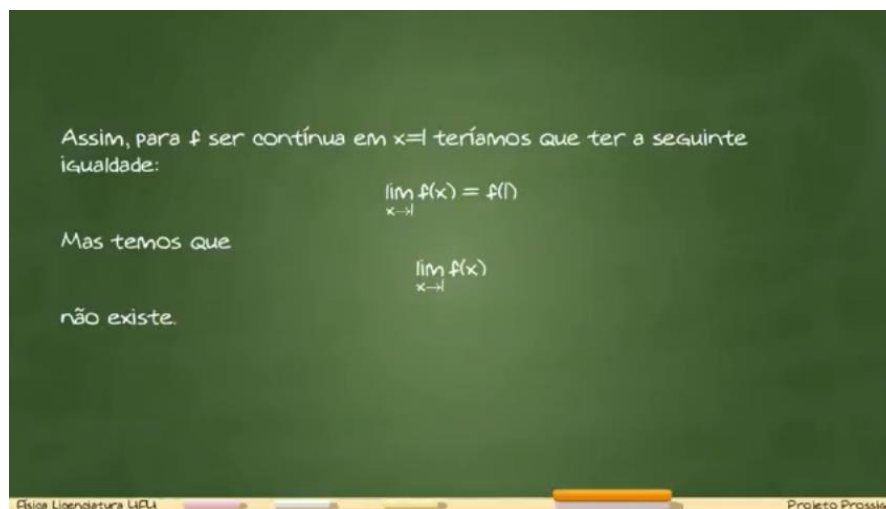 Assim, para f ser contínua em x=1 teríamos que ter a seguinte
igualdade:
lim f(x) = f(1)
x→1
Mas temos que
lim f(x)
x→1
não existe.
Física Licenciatura UFU
Projeto Prossiga